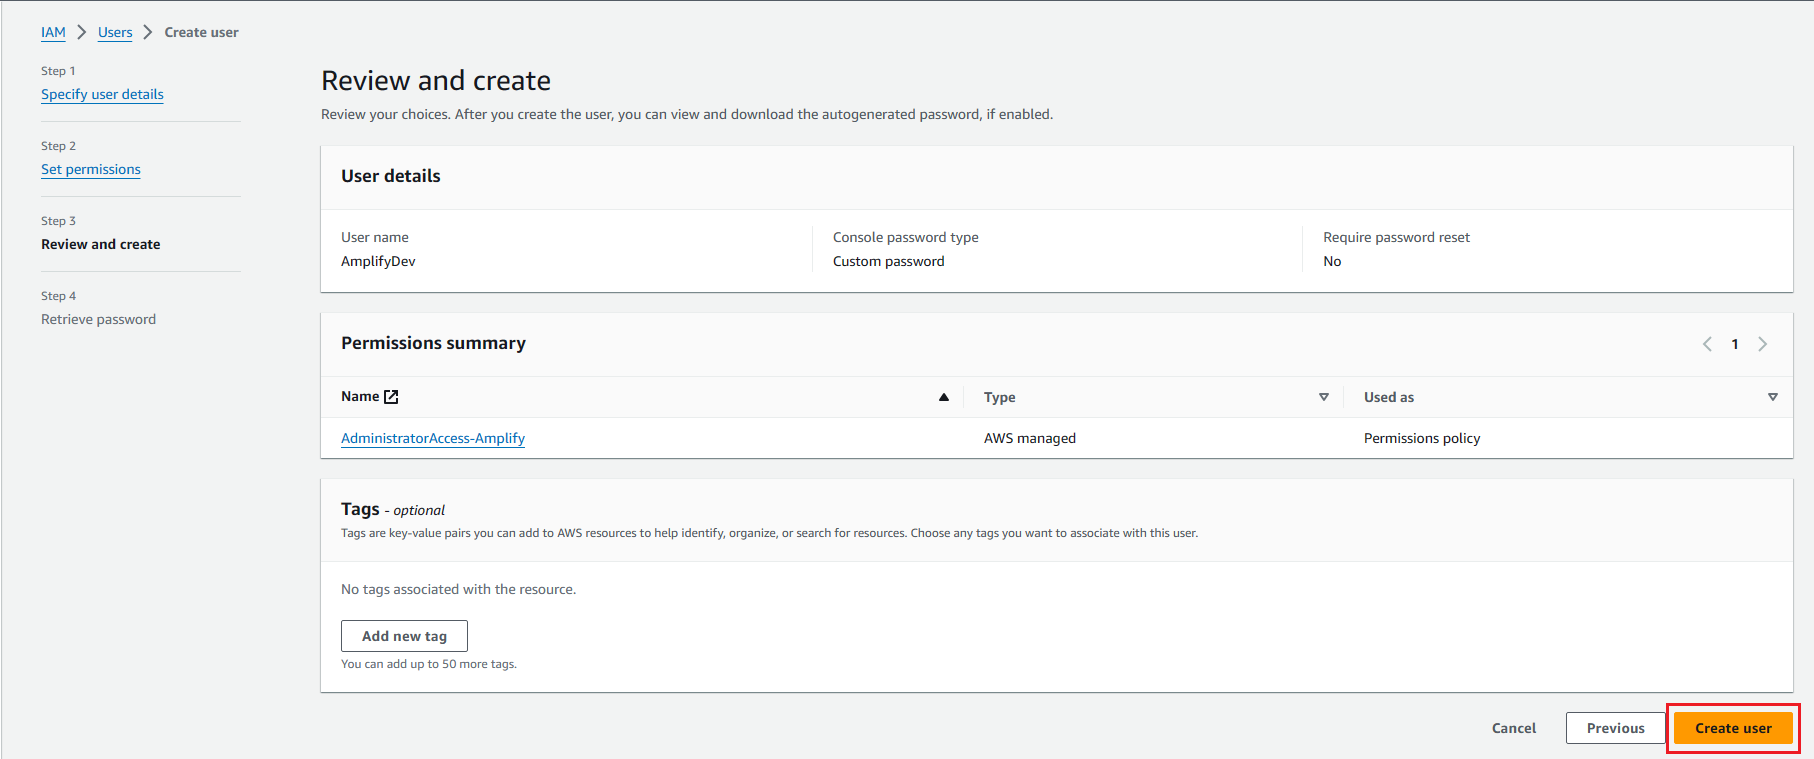 IAM > Users > Create user
Step 1
Specify user details
Step 2
Set permissions
Step 3
Review and create
Step 4
Retrieve password
Review and create
Review your choices. After you create the user, you can view and download the autogenerated password, if enabled.
User details
User name
AmplifyDev
Console password type
Custom password
Require password reset
No
Permissions summary
< 1 >
Name Type Used as
AdministratorAccess-Amplify AWS managed Permissions policy
Tags - optional
Tags are key-value pairs you can add to AWS resources to help identify, organize, or search for resources. Choose any tags you want to associate with this user.
No tags associated with the resource.
Add new tag
You can add up to 50 more tags.
Cancel Previous Create user